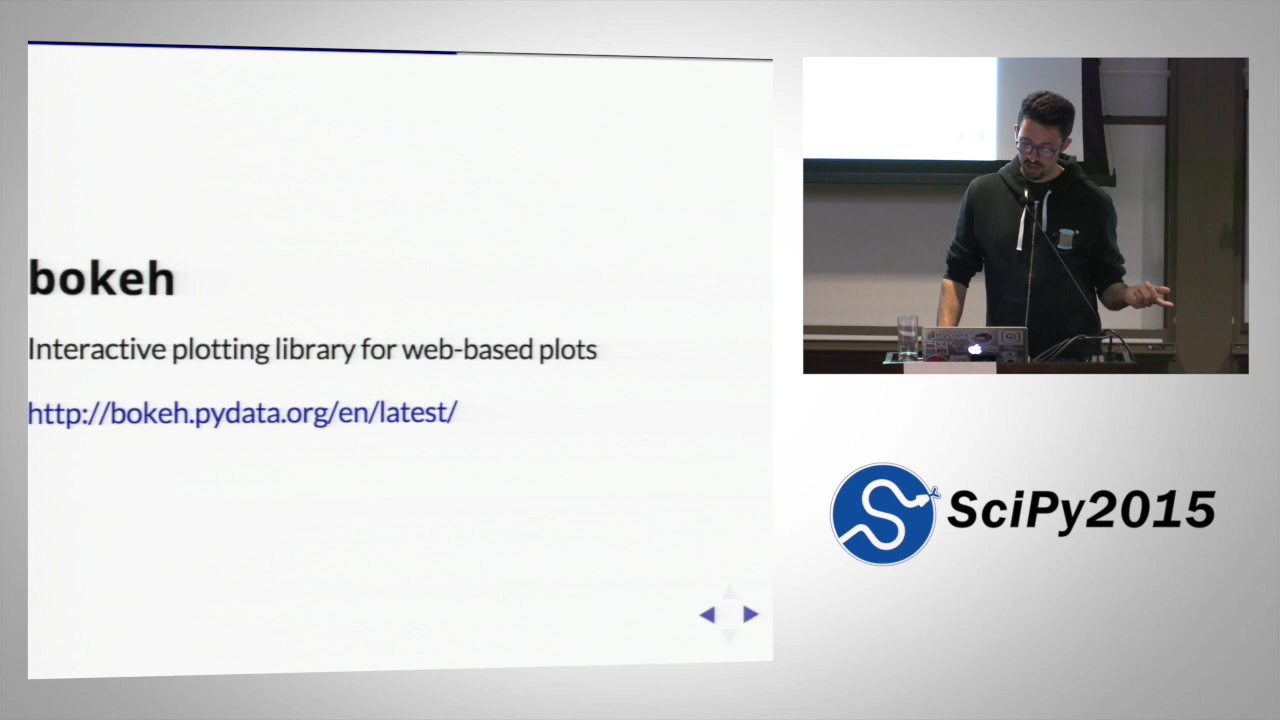 bokeh
Interactive plotting library for web-based plots
http://bokeh.pydata.org/en/latest/
SciPy2015